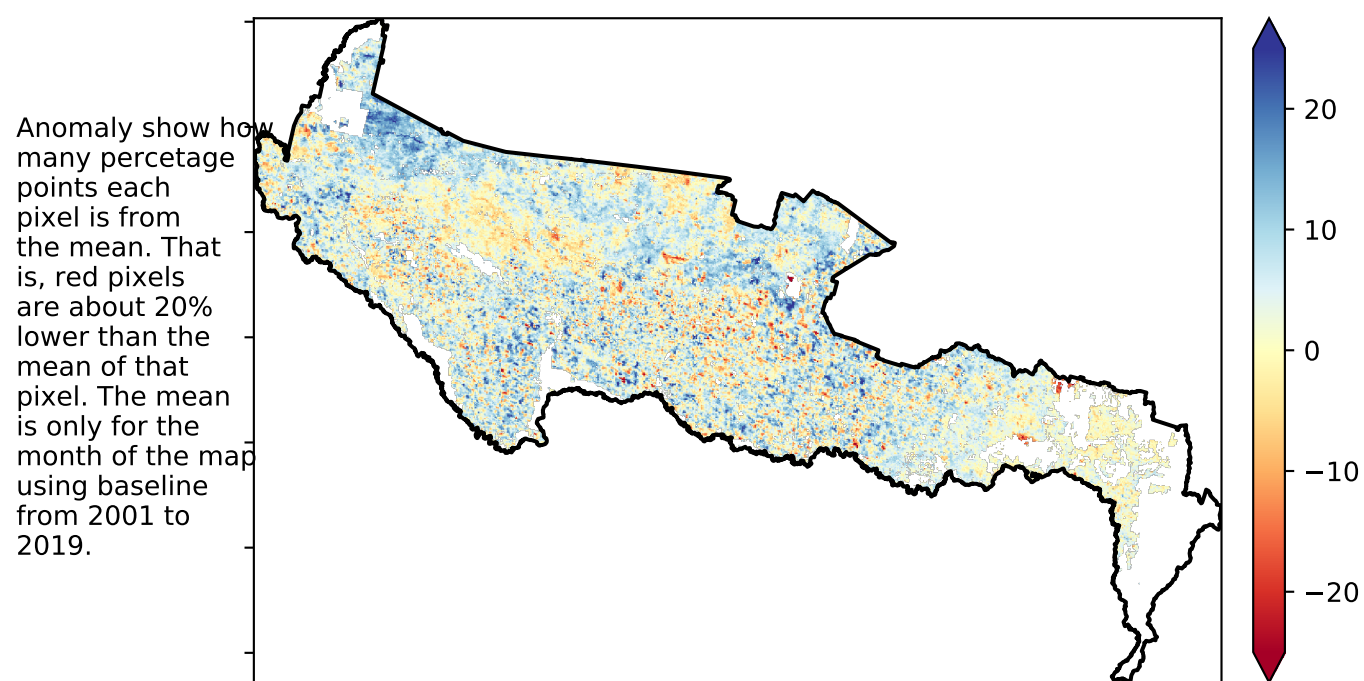 Anomaly show how
many percetage
points each
pixel is from
the mean. That
is, red pixels
are about 20%
lower than the
mean of that
pixel. The mean
is only for the
month of the map
using baseline
from 2001 to
2019.
20
10
0
−10
−20